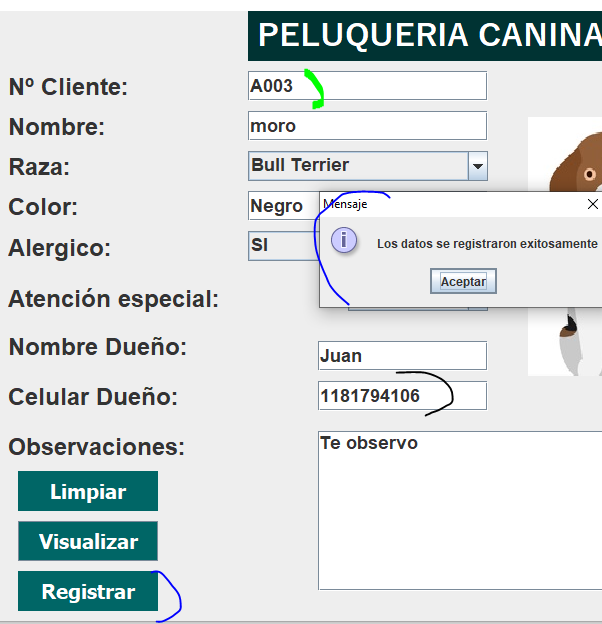 PELUQUERIA CANINA
Nº Cliente: A003
Nombre: moro
Raza: Bull Terrier
Color: Negro
Mensaje
Los datos se registraron exitosamente
Aceptar
Alergico: SI
Atención especial:
Nombre Dueño: Juan
Celular Dueño: 1181794106
Observaciones: Te observo
Limpiar
Visualizar
Registrar